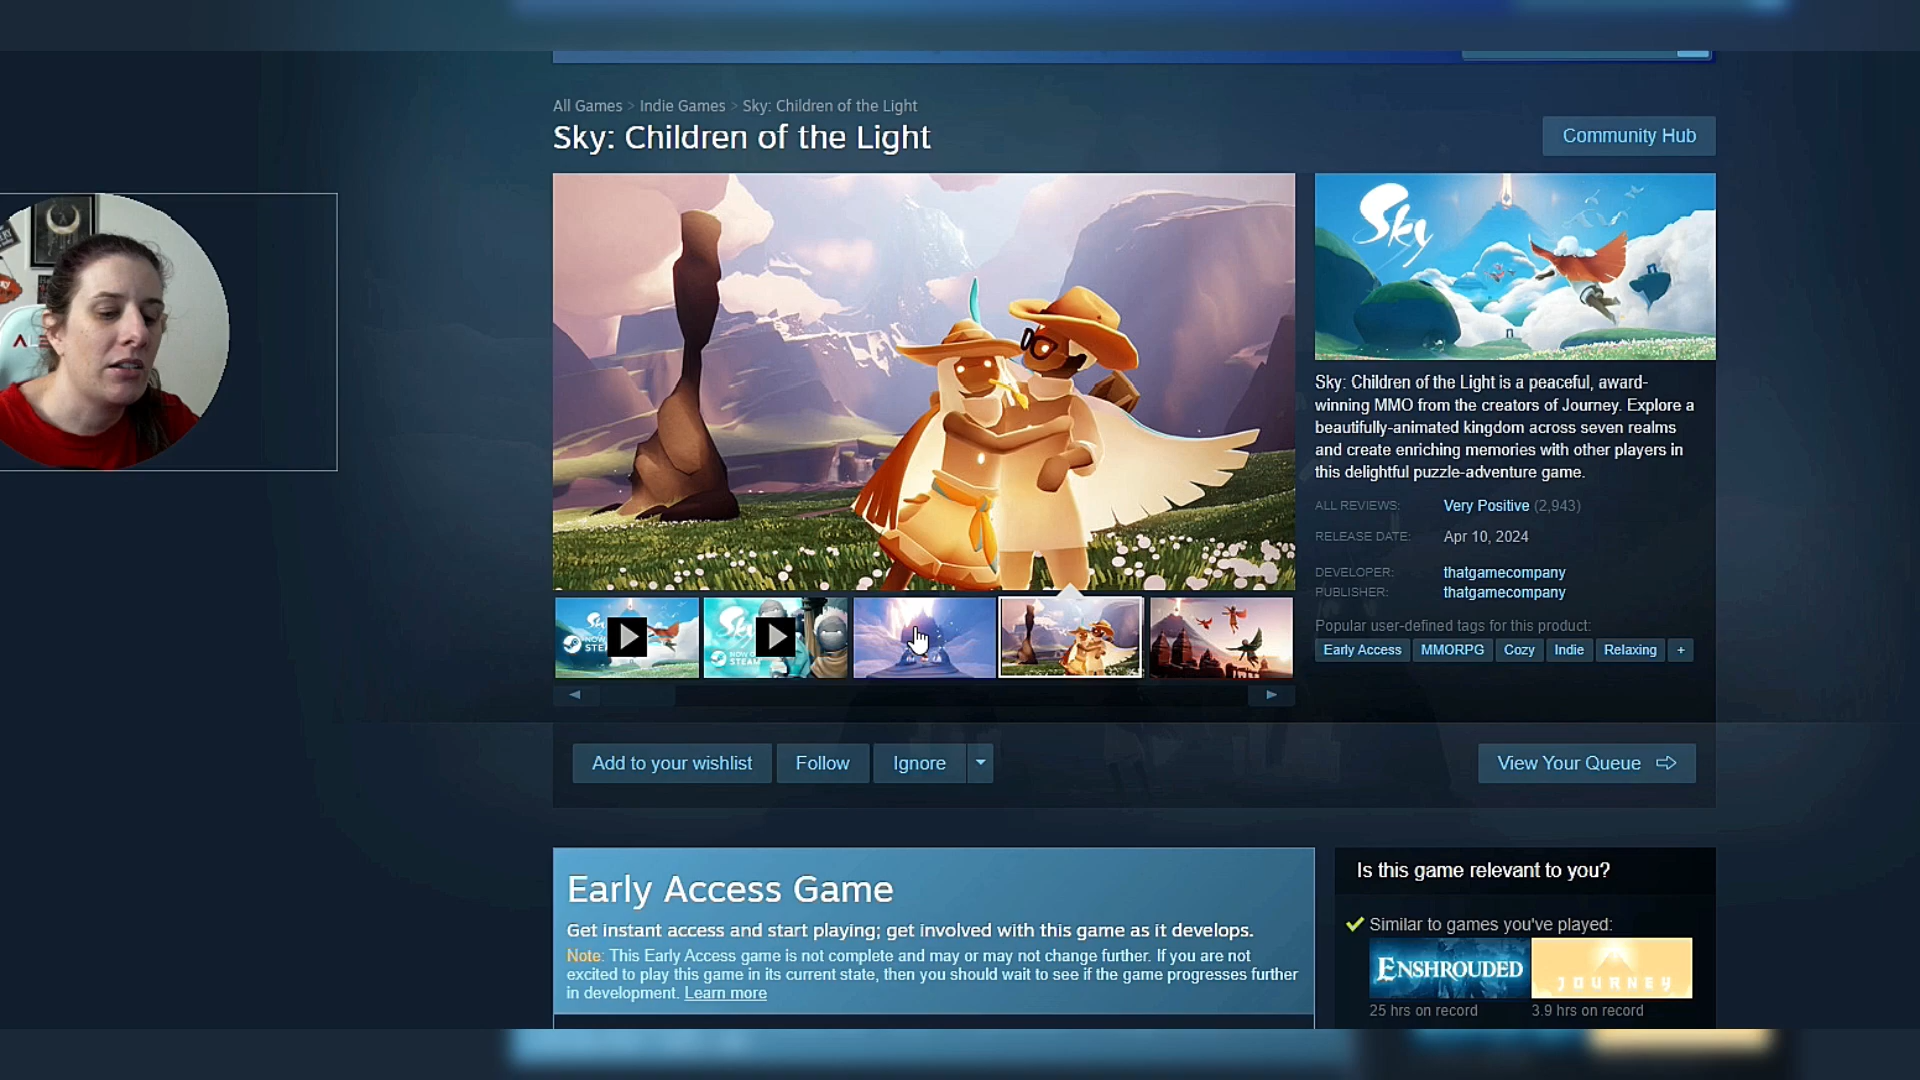 All Games > Indie Games > Sky: Children of the Light
Sky: Children of the Light
Community Hub
Sky
Sky: Children of the Light is a peaceful, award-
winning MMO from the creators of Journey. Explore a
beautifully-animated kingdom across seven realms
and create enriching memories with other players in
this delightful puzzle-adventure game.
ALL REVIEWS: Very Positive (2,943)
RELEASE DATE: Apr 10, 2024
DEVELOPER: thatgamecompany
PUBLISHER: thatgamecompany
Popular user-defined tags for this product:
Early Access MMORPG Cozy Indie Relaxing +
Add to your wishlist Follow Ignore View Your Queue
Early Access Game
Get instant access and start playing; get involved with this game as it develops.
Note: This Early Access game is not complete and may or may not change further. If you are not
excited to play this game in its current state, then you should wait to see if the game progresses further
in development. Learn more
Is this game relevant to you?
Similar to games you've played:
ENSHROUDED JOURNEY
25 hrs on record 3.9 hrs on record